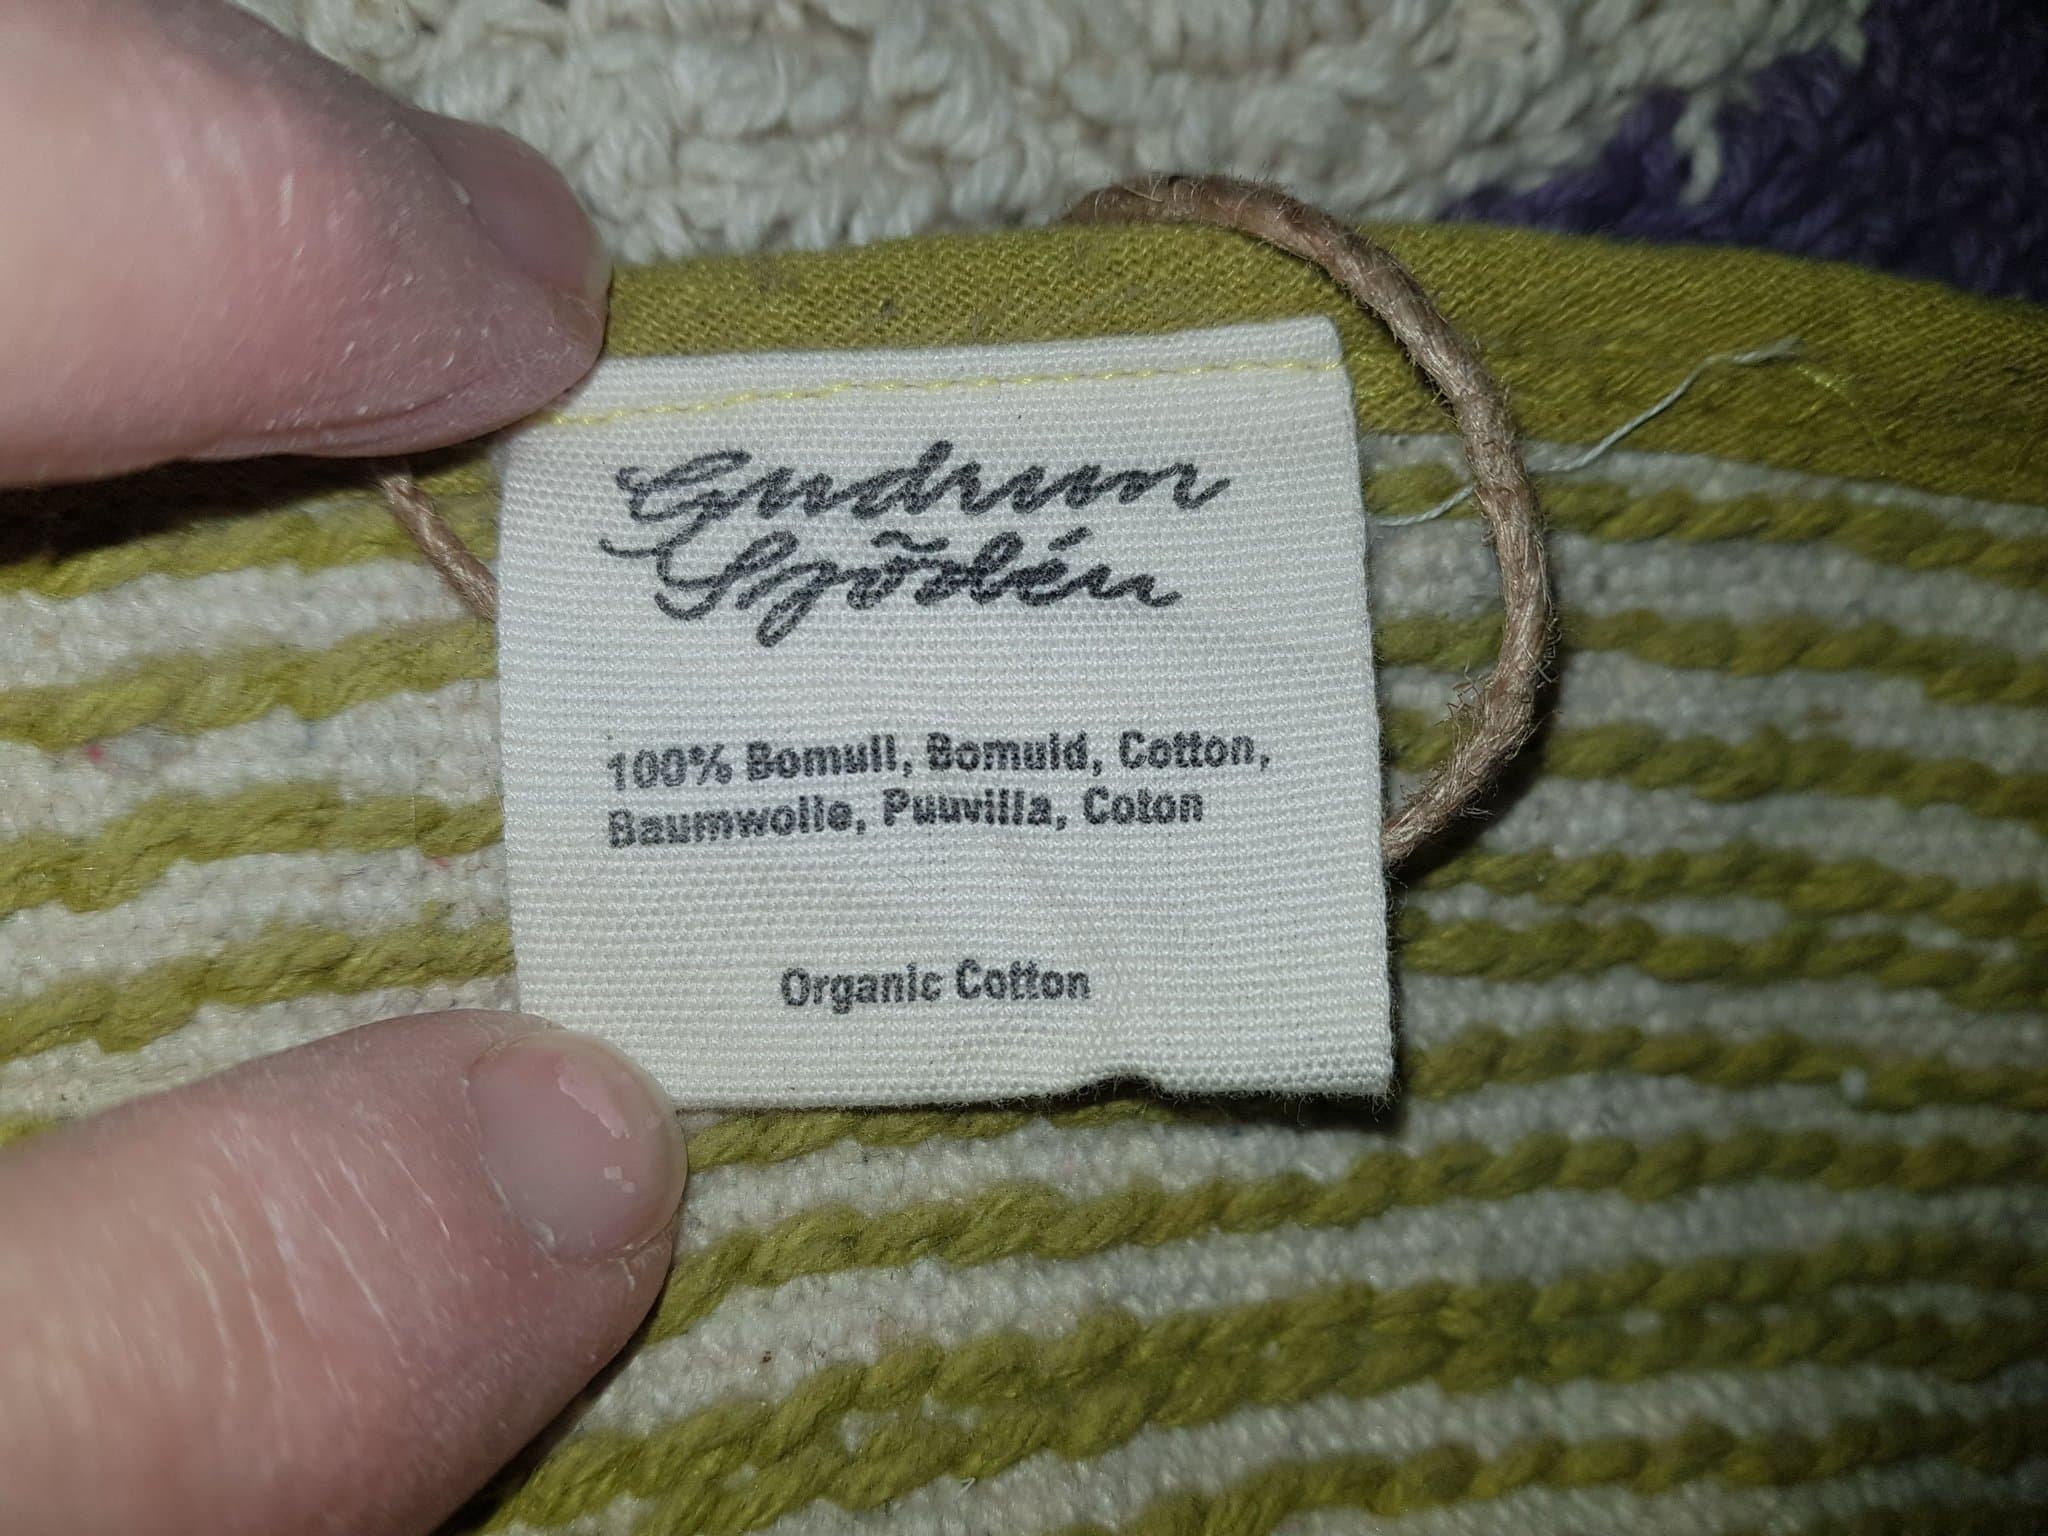 Gudrun
Sjödén
100% Bomull, Bomuld, Cotton,
Baumwolle, Puuvilla, Coton
Organic Cotton